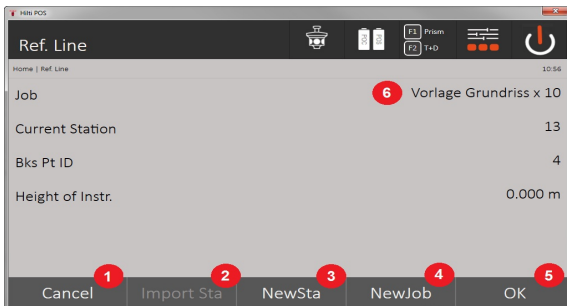 Hilti POS
Ref. Line
POC
POS
F1 Prism
F2 T+D
Home | Ref. Line
10:56
Job
6
Vorlage Grundriss x 10
Current Station
13
Bks Pt ID
4
Height of Instr.
0.000 m
1
2
3
4
5
Cancel
Import Sta
NewSta
NewJob
OK